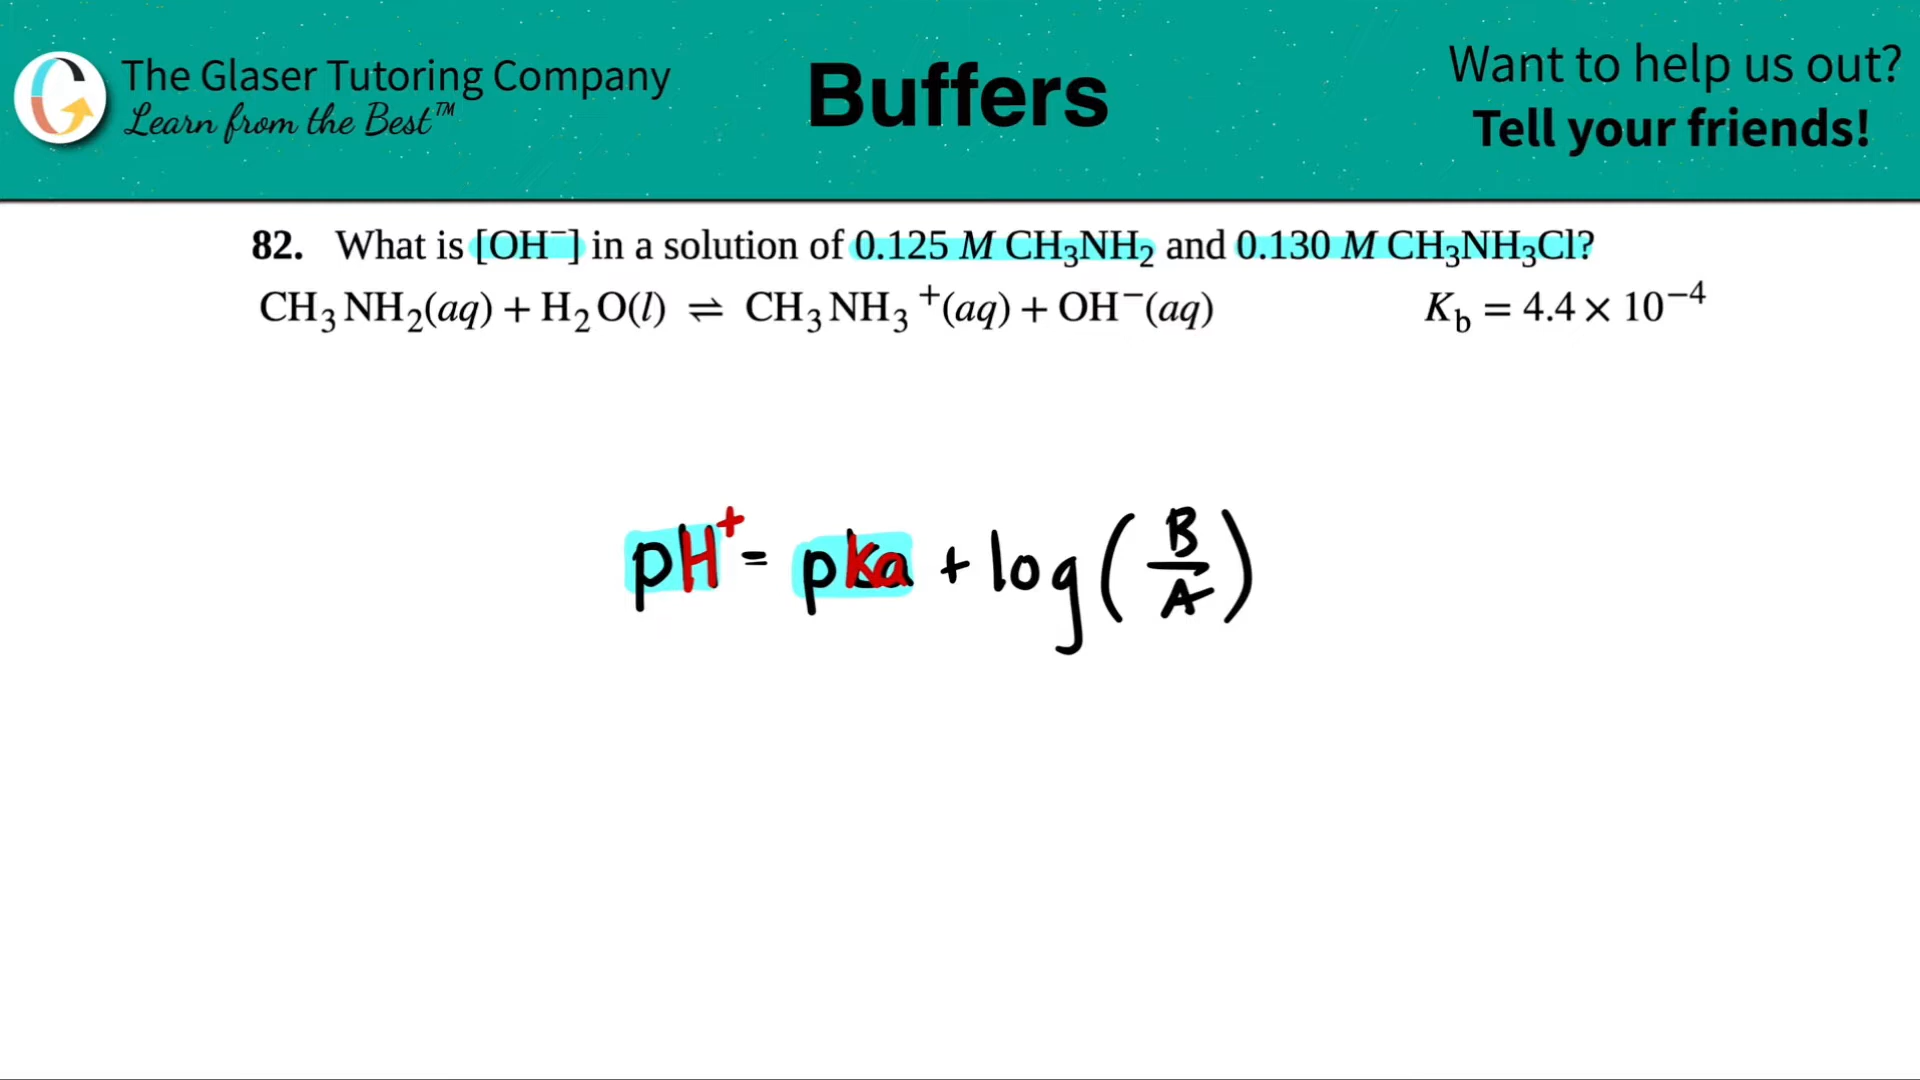 The Glaser Tutoring Company
Learn from the Best™
Buffers
Want to help us out?
Tell your friends!
82. What is [OH⁻] in a solution of 0.125 M CH₃NH₂ and 0.130 M CH₃NH₃Cl?
CH₃NH₂(aq) + H₂O(l) ⇌ CH₃NH₃⁺(aq) + OH⁻(aq) K_b = 4.4 × 10⁻⁴
pH⁺ = pka + log(B/A)